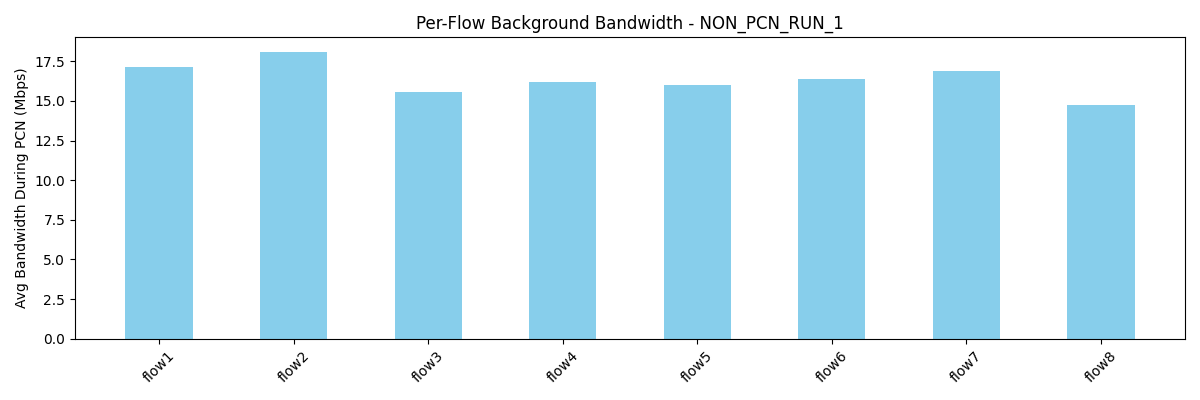 Per-Flow Background Bandwidth - NON_PCN_RUN_1
Avg Bandwidth During PCN (Mbps)
17.5
15.0
12.5
10.0
7.5
5.0
2.5
0.0
flow1
flow2
flow3
flow4
flow5
flow6
flow7
flow8